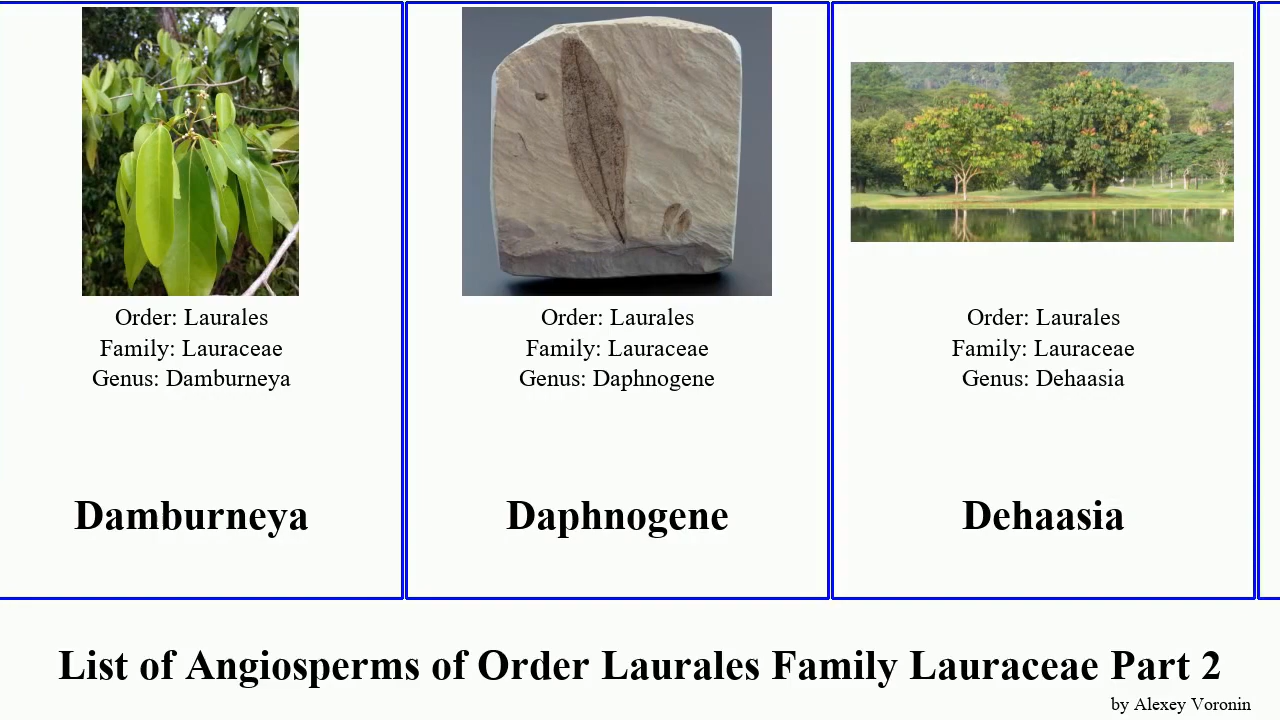 Order: Laurales
Family: Lauraceae
Genus: Damburneya
Damburneya
Order: Laurales
Family: Lauraceae
Genus: Daphnogene
Daphnogene
Order: Laurales
Family: Lauraceae
Genus: Dehaasia
Dehaasia
List of Angiosperms of Order Laurales Family Lauraceae Part 2
by Alexey Voronin